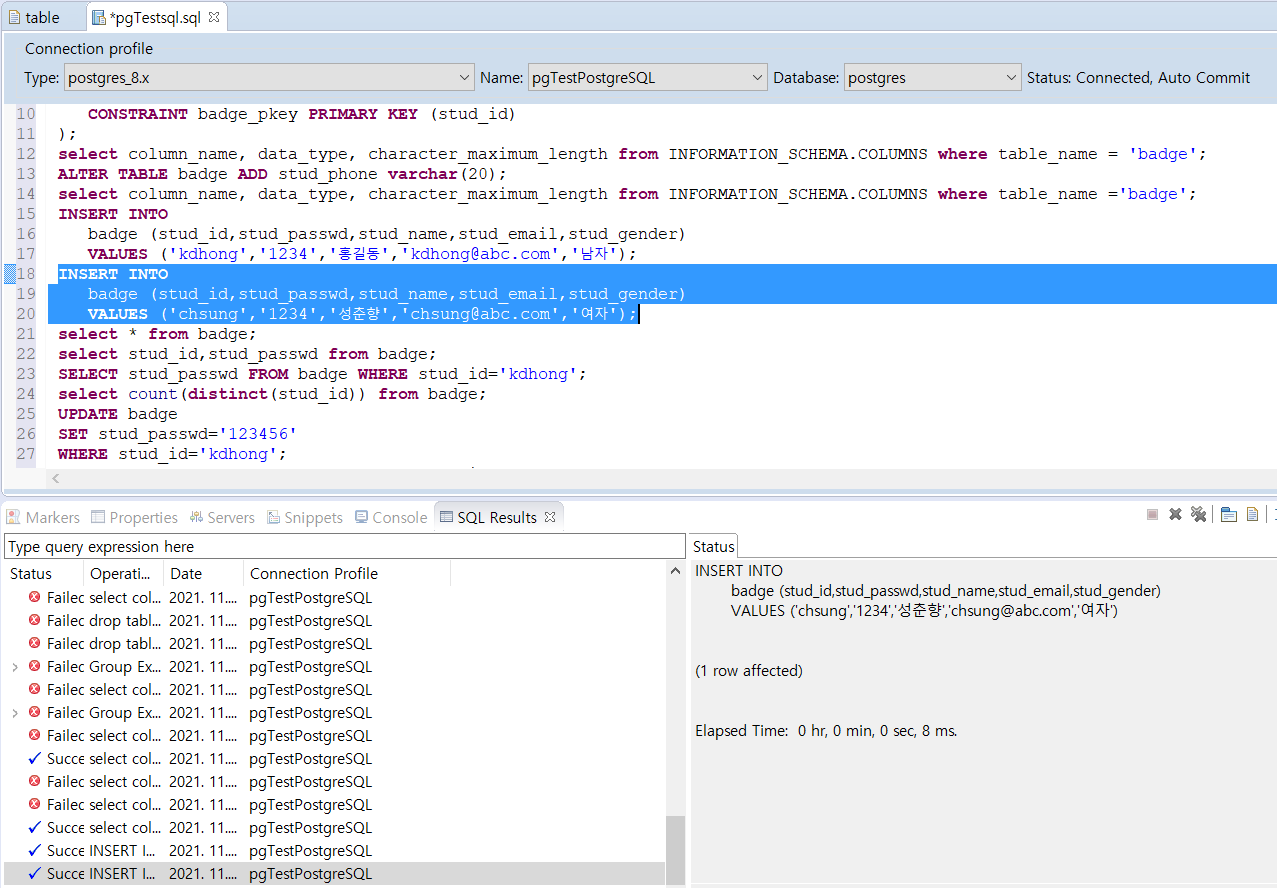 table
*pgTestsql.sql
Connection profile
Type: postgres_8.x Name: pgTestPostgreSQL Database: postgres Status: Connected, Auto Commit
10 CONSTRAINT badge_pkey PRIMARY KEY (stud_id)
11 );
12 select column_name, data_type, character_maximum_length from INFORMATION_SCHEMA.COLUMNS where table_name = 'badge';
13 ALTER TABLE badge ADD stud_phone varchar(20);
14 select column_name, data_type, character_maximum_length from INFORMATION_SCHEMA.COLUMNS where table_name ='badge';
15 INSERT INTO
16 badge (stud_id,stud_passwd,stud_name,stud_email,stud_gender)
17 VALUES ('kdhong','1234','홍길동','kdhong@abc.com','남자');
18 INSERT INTO
19 badge (stud_id,stud_passwd,stud_name,stud_email,stud_gender)
20 VALUES ('chsung','1234','성춘향','chsung@abc.com','여자');
21 select * from badge;
22 select stud_id,stud_passwd from badge;
23 SELECT stud_passwd FROM badge WHERE stud_id='kdhong';
24 select count(distinct(stud_id)) from badge;
25 UPDATE badge
26 SET stud_passwd='123456'
27 WHERE stud_id='kdhong';
Markers Properties Servers Snippets Console SQL Results
Type query expression here
Status Operati... Date Connection Profile
Failed select col... 2021. 11.... pgTestPostgreSQL
Failed drop tabl... 2021. 11.... pgTestPostgreSQL
Failed drop tabl... 2021. 11.... pgTestPostgreSQL
Failed Group Ex... 2021. 11.... pgTestPostgreSQL
Failed select col... 2021. 11.... pgTestPostgreSQL
Failed Group Ex... 2021. 11.... pgTestPostgreSQL
Failed select col... 2021. 11.... pgTestPostgreSQL
Succe select col... 2021. 11.... pgTestPostgreSQL
Failed select col... 2021. 11.... pgTestPostgreSQL
Failed select col... 2021. 11.... pgTestPostgreSQL
Succe select col... 2021. 11.... pgTestPostgreSQL
Succe INSERT I... 2021. 11.... pgTestPostgreSQL
Succe INSERT I... 2021. 11.... pgTestPostgreSQL
Status
INSERT INTO
badge (stud_id,stud_passwd,stud_name,stud_email,stud_gender)
VALUES ('chsung','1234','성춘향','chsung@abc.com','여자')
(1 row affected)
Elapsed Time: 0 hr, 0 min, 0 sec, 8 ms.